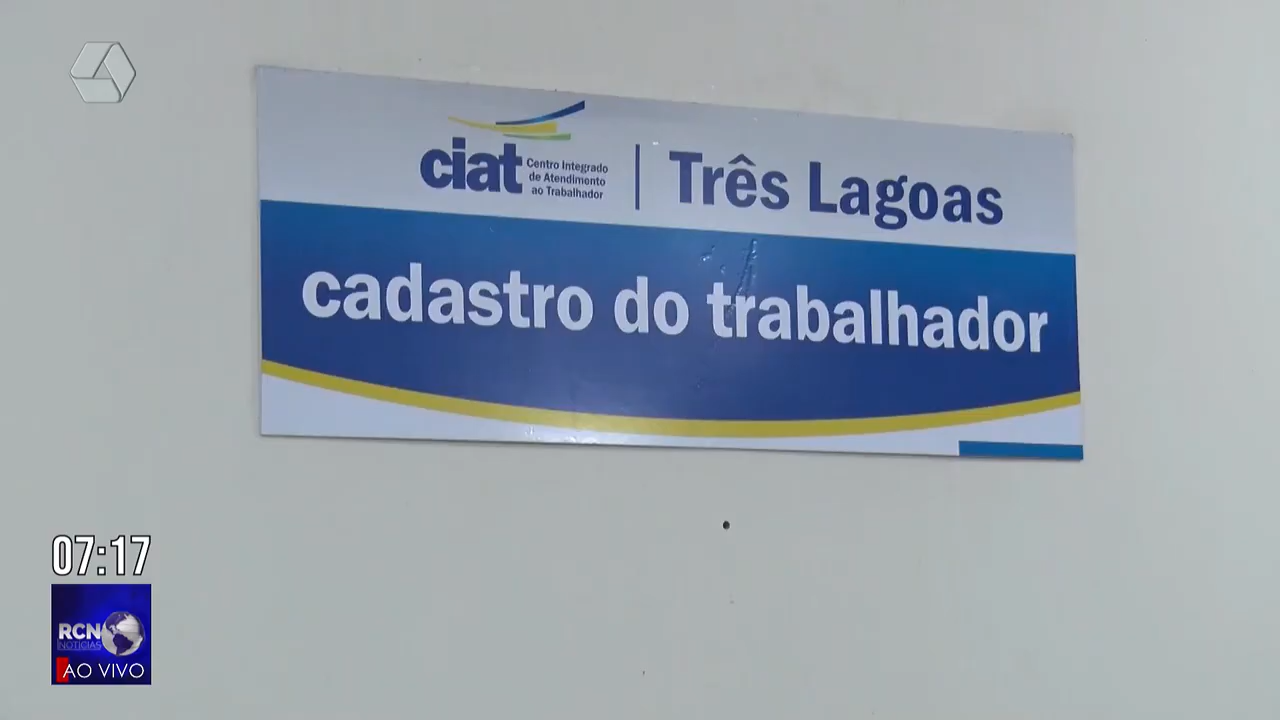 ciat
Centro Integrado
de Atendimento
ao Trabalhador
Três Lagoas
cadastro do trabalhador
07:17
RCN
NOTÍCIAS
AO VIVO